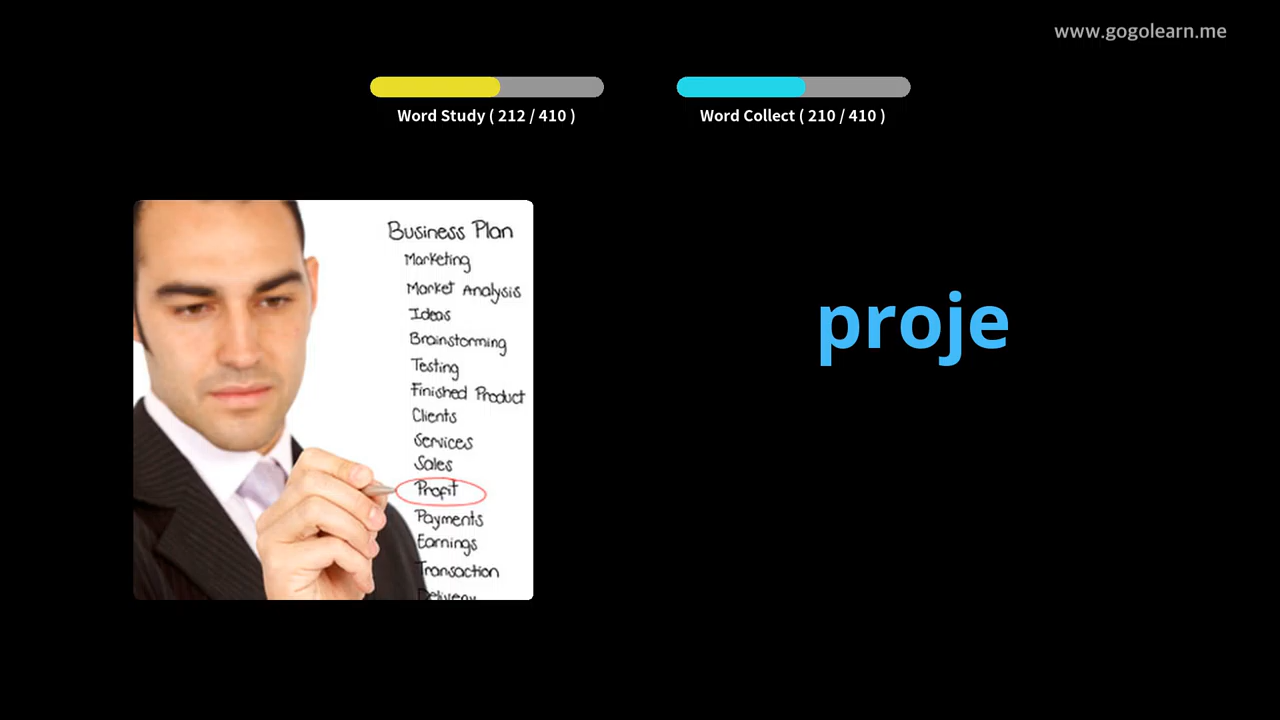 www.gogolearn.me
Word Study ( 212 / 410 )
Word Collect ( 210 / 410 )
Business Plan
Marketing
Market Analysis
Ideas
Brainstorming
Testing
Finished Product
Clients
Services
Sales
Profit
Payments
Earnings
Transaction
Delivery
proje